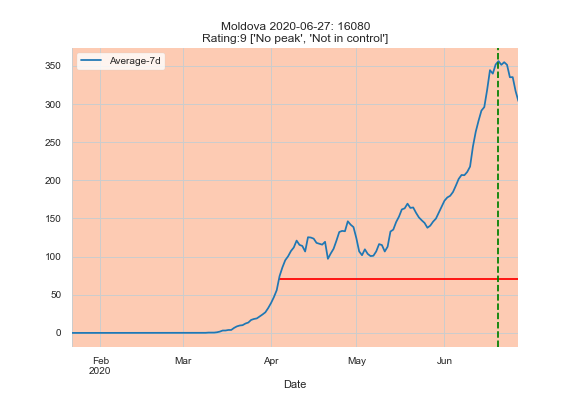 Moldova 2020-06-27: 16080
Rating:9 ['No peak', 'Not in control']
Average-7d
350
300
250
200
150
100
50
0
Feb
2020
Mar
Apr
May
Jun
Date